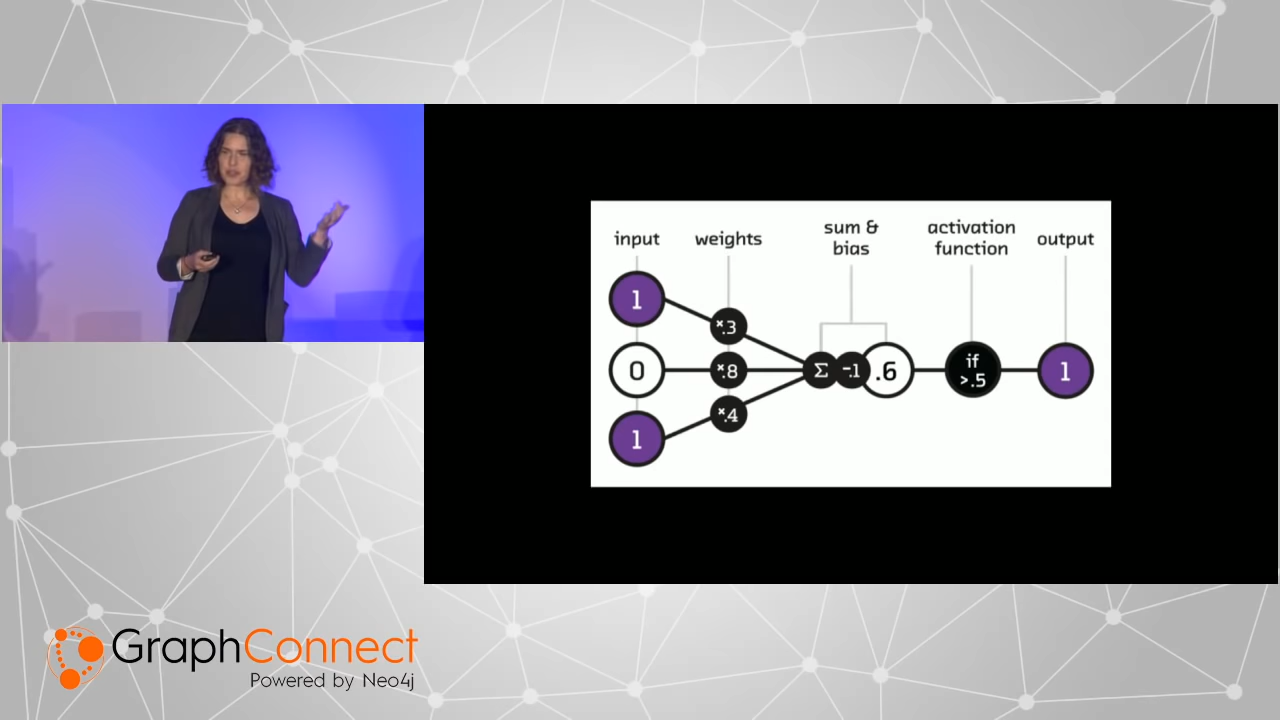 input
weights
sum &
bias
activation
function
output
1
0
1
×.3
×.8
×.4
Σ
-.1
.6
if
>.5
1
GraphConnect
Powered by Neo4j